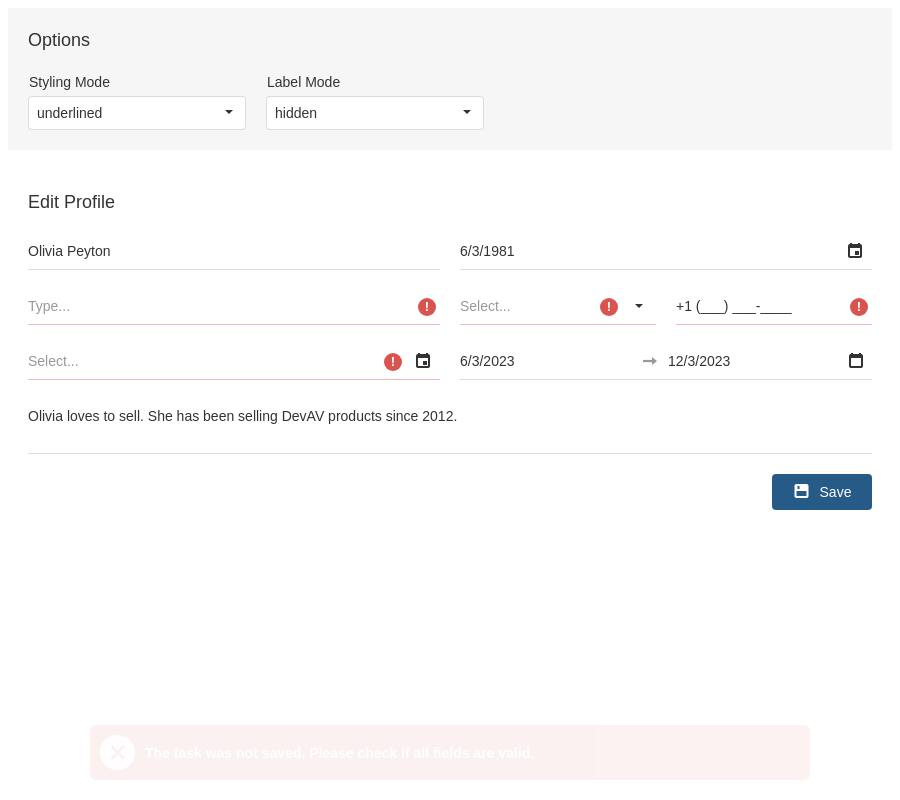 Options
Styling Mode Label Mode
underlined hidden
Edit Profile
Olivia Peyton 6/3/1981
Type... Select... +1 (___) ___-____
Select... 6/3/2023 12/3/2023
Olivia loves to sell. She has been selling DevAV products since 2012.
Save
The task was not saved. Please check if all fields are valid.